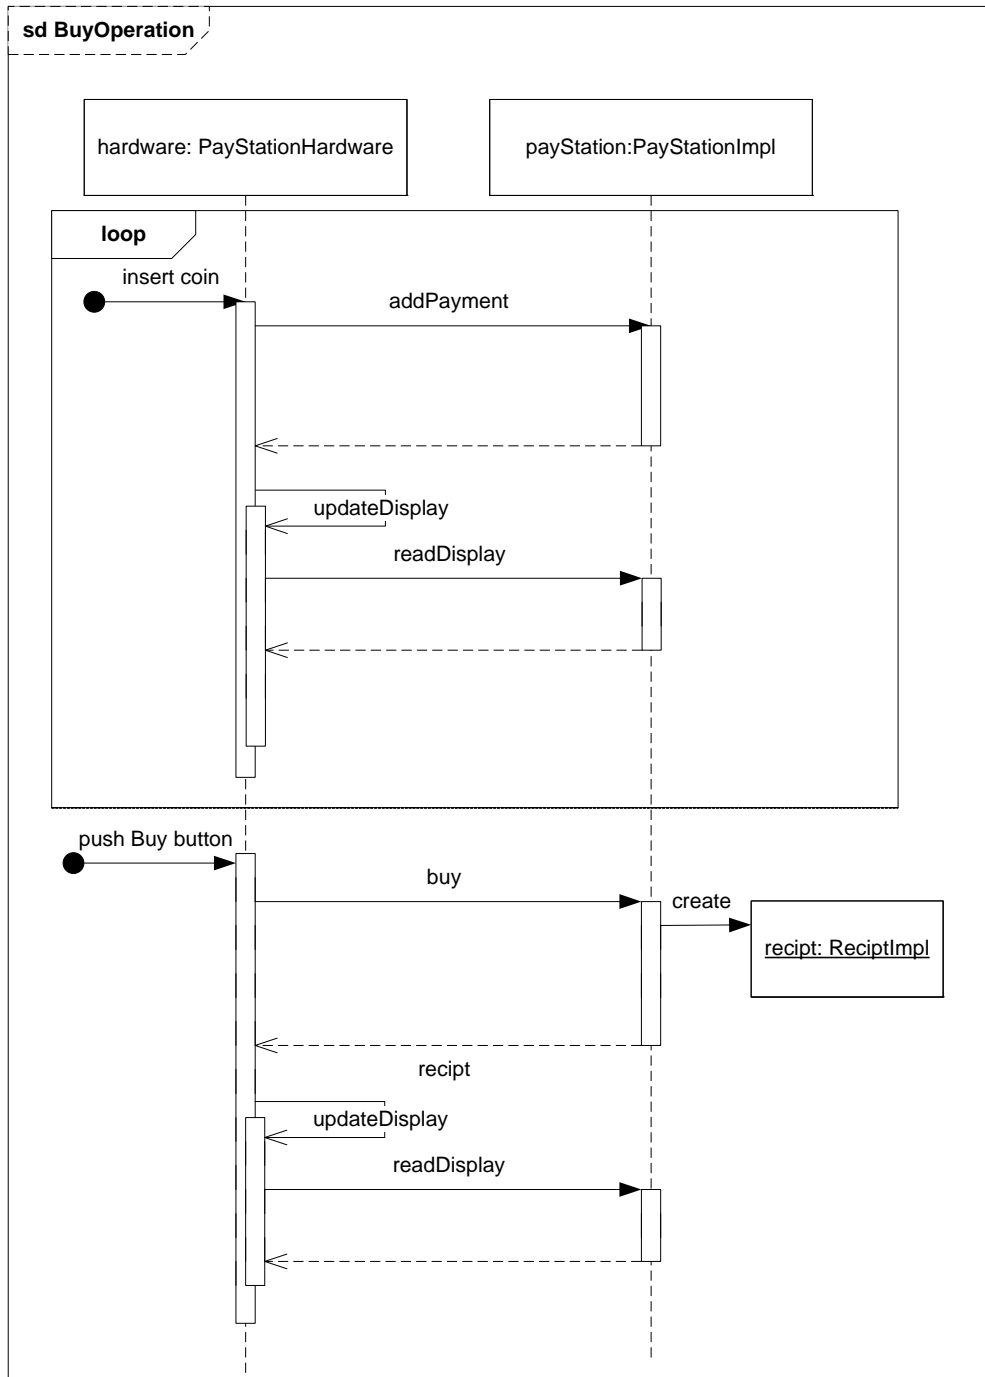 sd BuyOperation
hardware: PayStationHardware
payStation:PayStationImpl
loop
insert coin
addPayment
updateDisplay
readDisplay
push Buy button
buy
create
recipt: ReciptImpl
recipt
updateDisplay
readDisplay